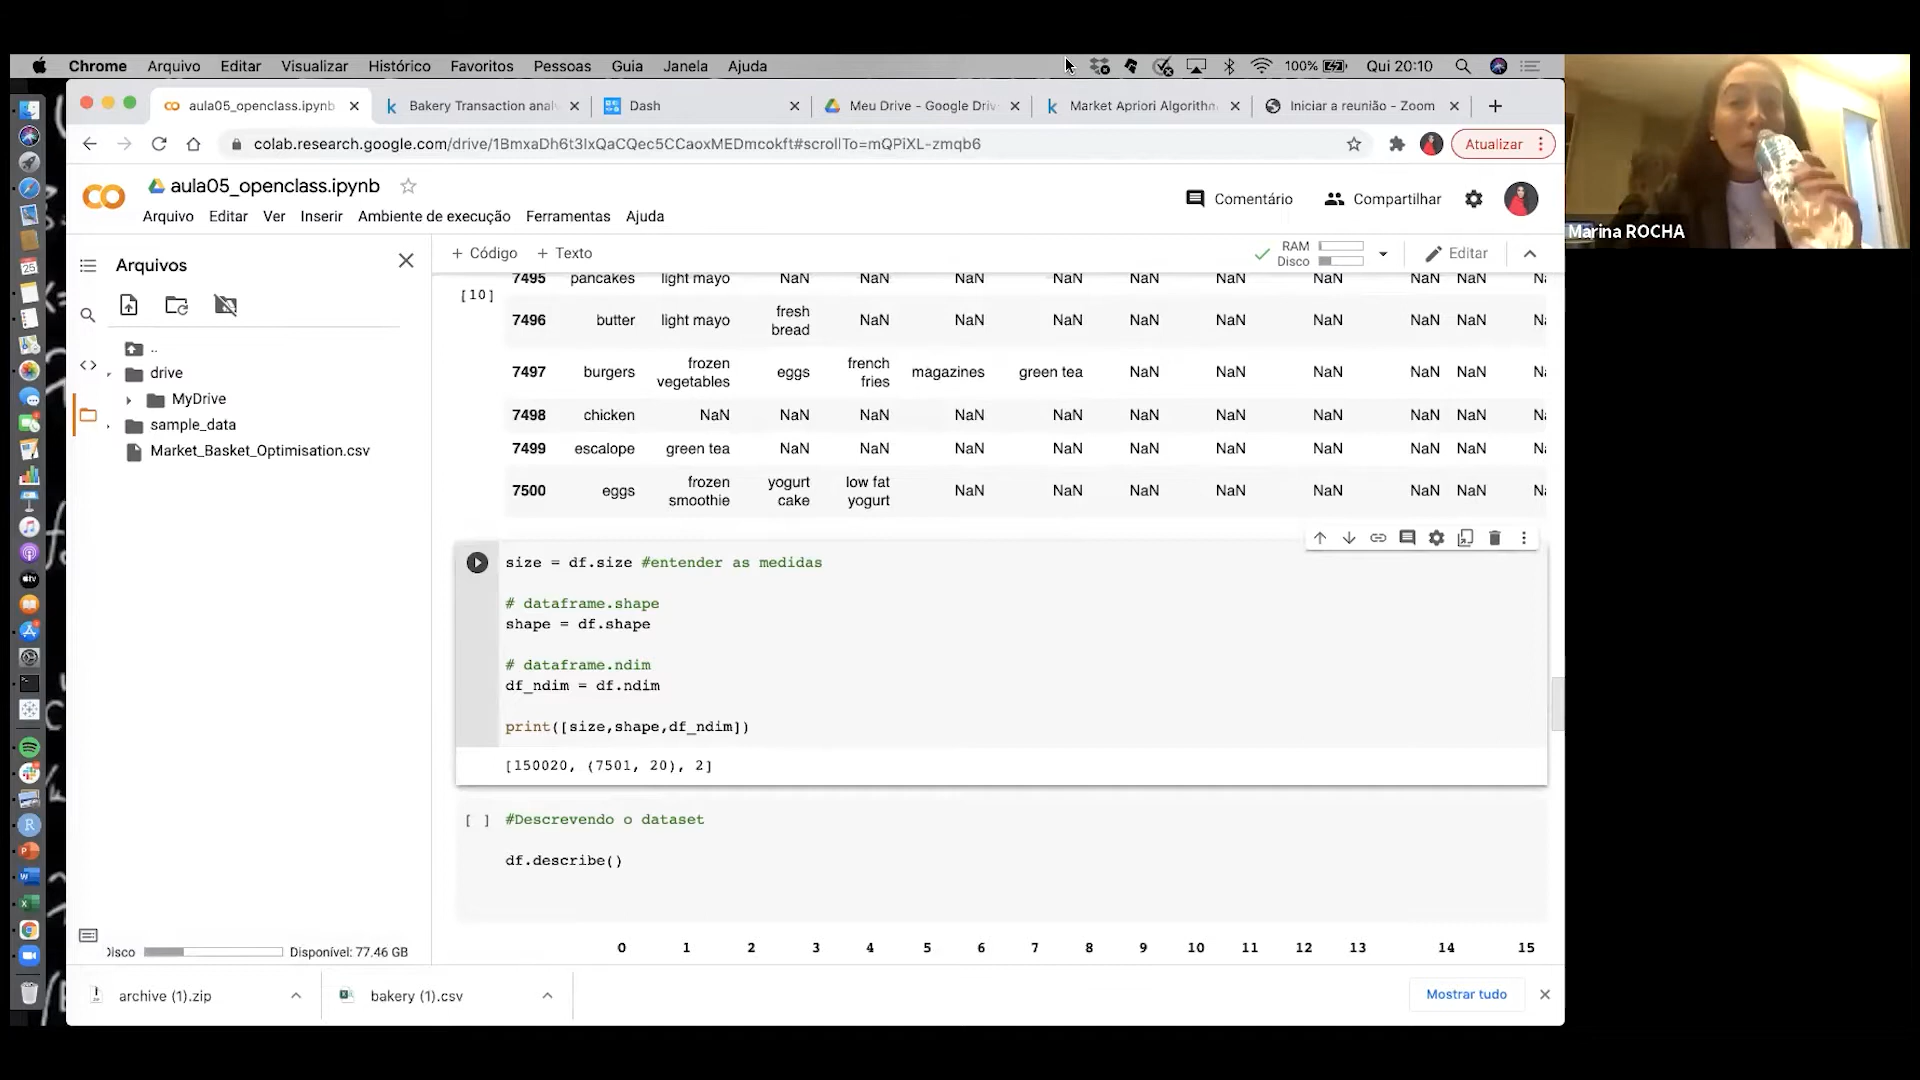 Chrome Arquivo Editar Visualizar Histórico Favoritos Pessoas Guia Janela Ajuda 100% Qui 20:10
aula05_openclass.ipynb Bakery Transaction anal Dash Meu Drive - Google Driv Market Apriori Algorithm Iniciar a reunião - Zoom
colab.research.google.com/drive/1BmxaDh6t3IxQaCQec5CCaoxMEDmcokft#scrollTo=mQPiXL-zmqb6 Atualizar
Marina ROCHA
aula05_openclass.ipynb
Comentário Compartilhar
Arquivo Editar Ver Inserir Ambiente de execução Ferramentas Ajuda
+ Código + Texto RAM Disco Editar
Arquivos
..
drive
MyDrive
sample_data
Market_Basket_Optimisation.csv
Disco Disponível: 77.46 GB
[10]
7495 pancakes light mayo NaN NaN NaN NaN NaN NaN NaN NaN NaN N
7496 butter light mayo fresh bread NaN NaN NaN NaN NaN NaN NaN NaN N
7497 burgers frozen vegetables eggs french fries magazines green tea NaN NaN NaN NaN NaN N
7498 chicken NaN NaN NaN NaN NaN NaN NaN NaN NaN NaN N
7499 escalope green tea NaN NaN NaN NaN NaN NaN NaN NaN NaN N
7500 eggs frozen smoothie yogurt cake low fat yogurt NaN NaN NaN NaN NaN NaN NaN N
size = df.size #entender as medidas
# dataframe.shape
shape = df.shape
# dataframe.ndim
df_ndim = df.ndim
print([size,shape,df_ndim])
[150020, (7501, 20), 2]
[ ] #Descrevendo o dataset
df.describe()
0 1 2 3 4 5 6 7 8 9 10 11 12 13 14 15
archive (1).zip bakery (1).csv Mostrar tudo